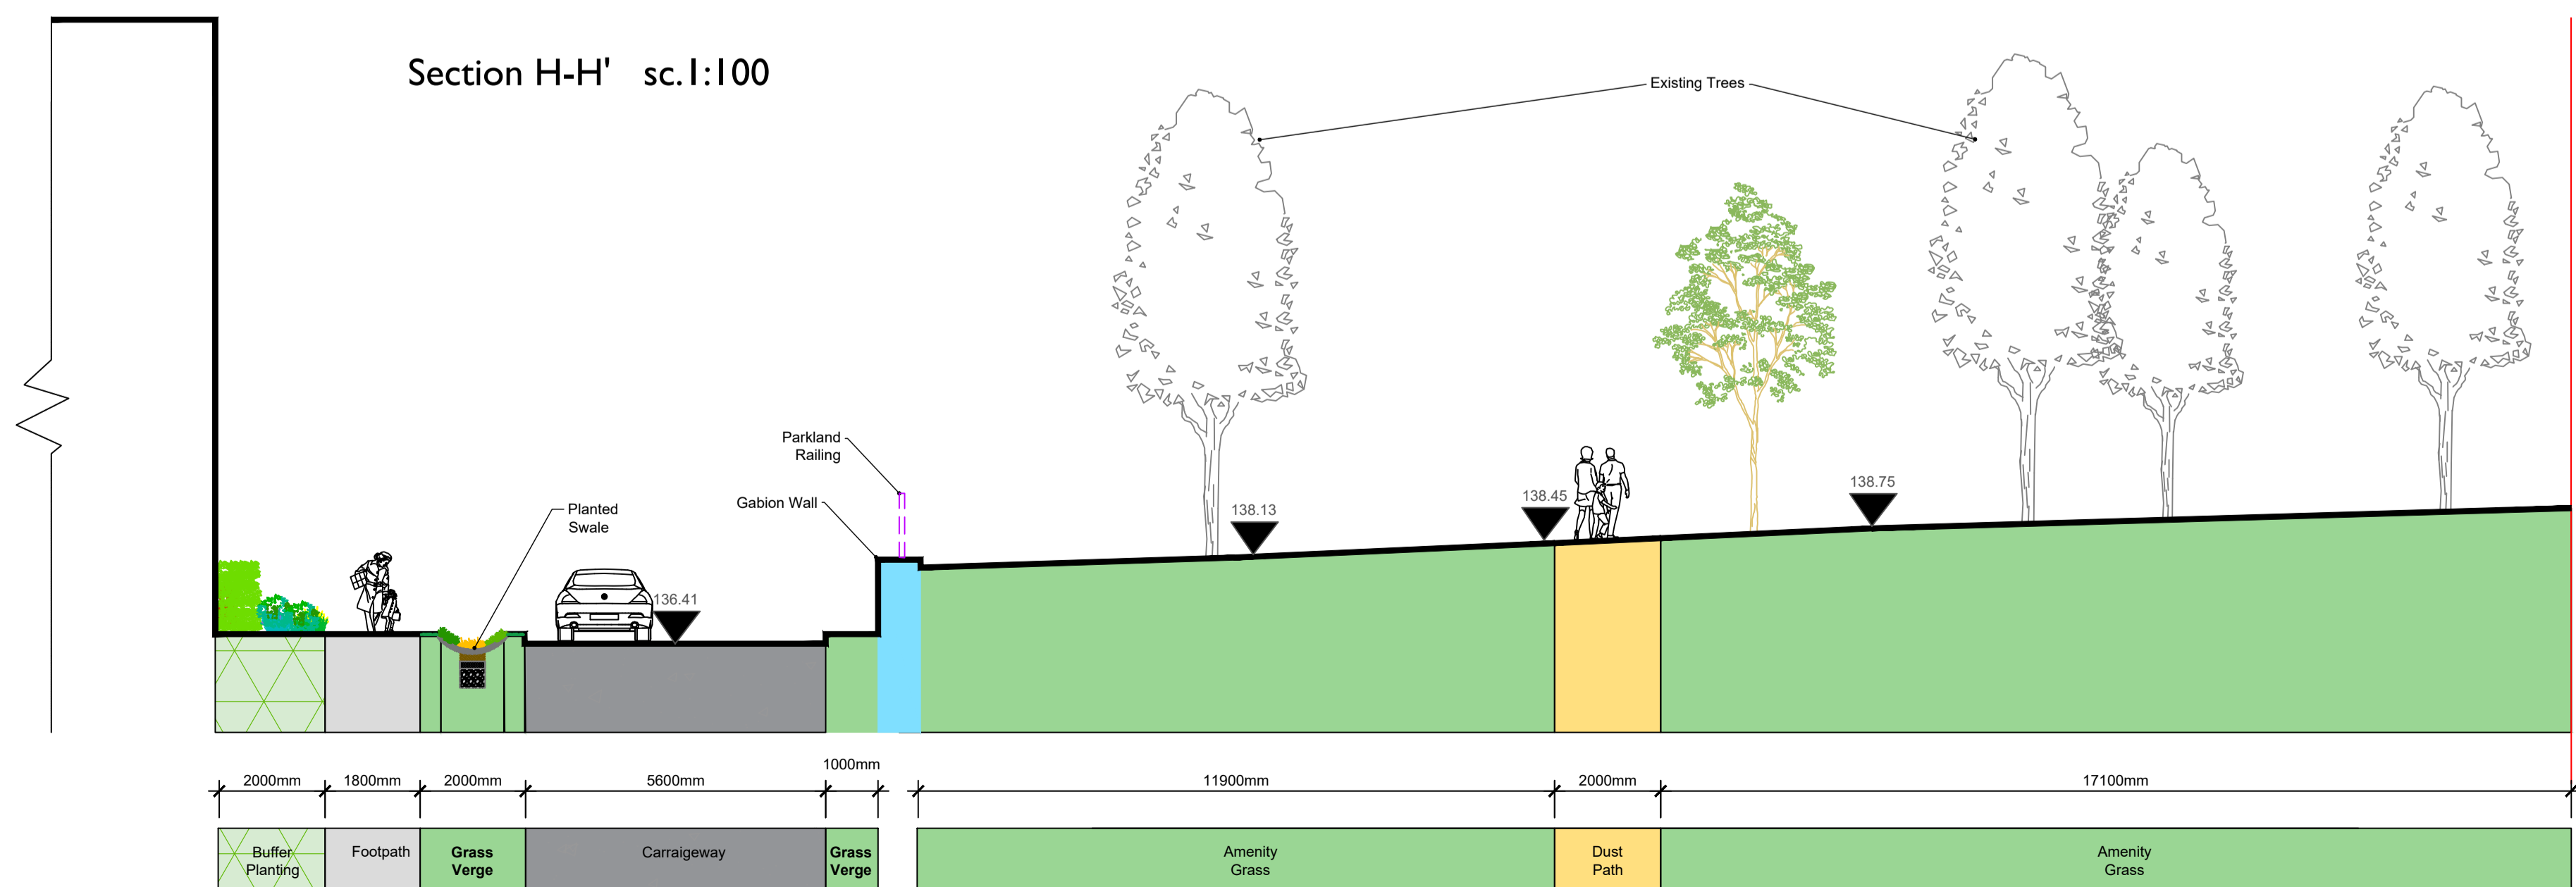 Section H-H' sc.1:100
Existing Trees
Parkland
Railing
Gabion Wall
Planted
Swale
136.41
138.13
138.45
138.75
2000mm
1800mm
2000mm
5600mm
1000mm
11900mm
2000mm
17100mm
Buffer
Planting
Footpath
Grass
Verge
Carraigeway
Grass
Verge
Amenity
Grass
Dust
Path
Amenity
Grass